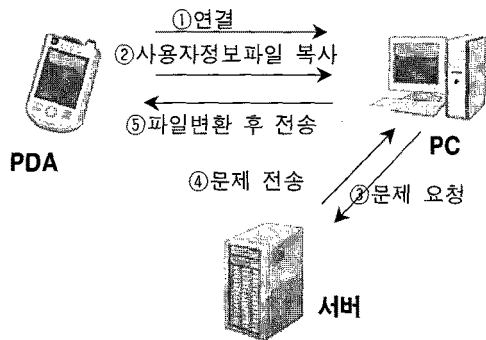 ①연결
②사용자정보파일 복사
⑤파일변환 후 전송
PDA
PC
④문제 전송
③문제 요청
서버